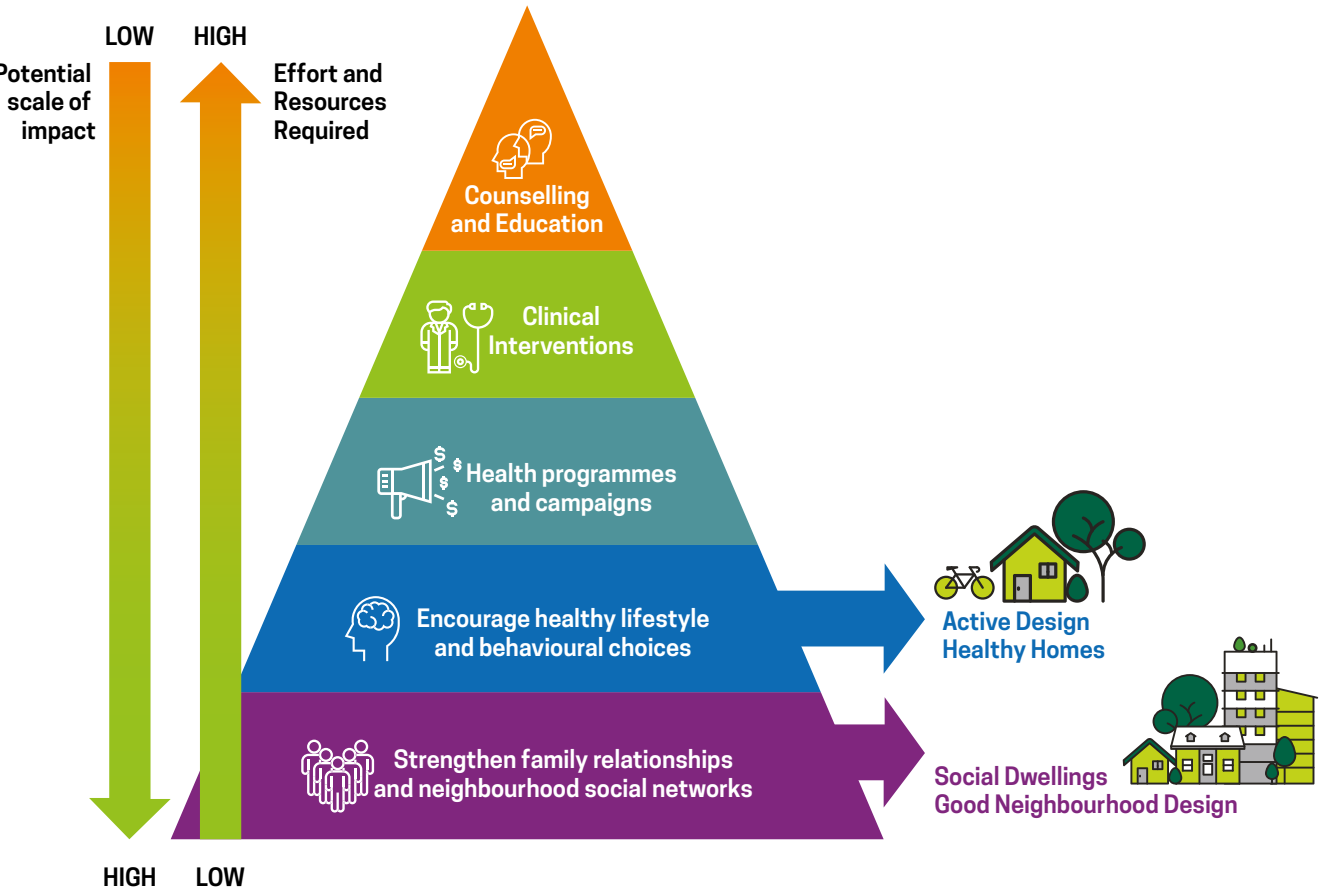 LOW
HIGH
Potential
scale of
impact
Effort and
Resources
Required
Counselling
and Education
Clinical
Interventions
$
$
$
$
Health programmes
and campaigns
Encourage healthy lifestyle
and behavioural choices
Active Design
Healthy Homes
Strengthen family relationships
and neighbourhood social networks
Social Dwellings
Good Neighbourhood Design
HIGH
LOW